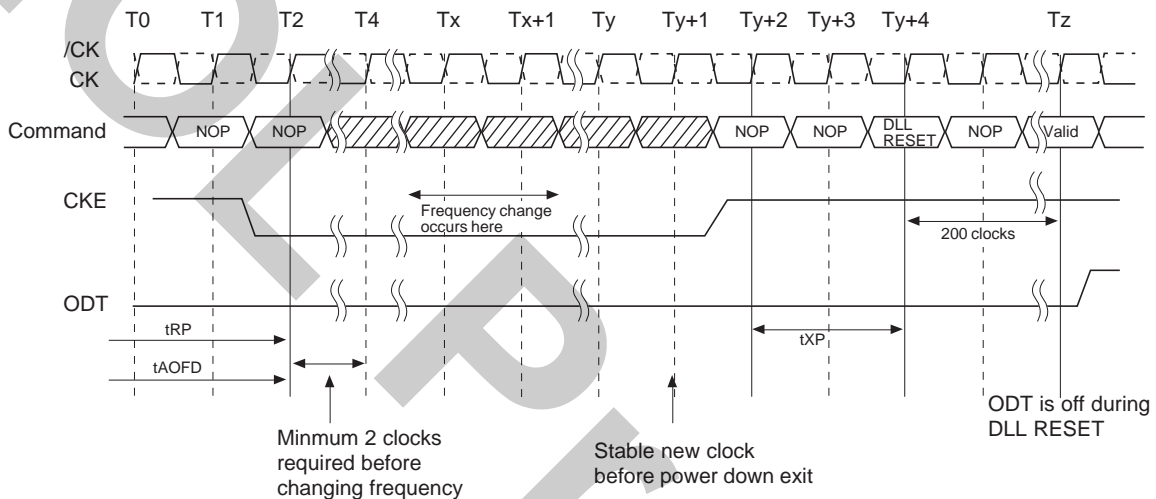 T0 T1 T2 T4 Tx Tx+1 Ty Ty+1 Ty+2 Ty+3 Ty+4 Tz
/CK
CK
Command NOP NOP NOP NOP DLL RESET NOP Valid
CKE
Frequency change
occurs here
200 clocks
ODT
tRP
tXP
tAOFD
Minmum 2 clocks
required before
changing frequency
Stable new clock
before power down exit
ODT is off during
DLL RESET